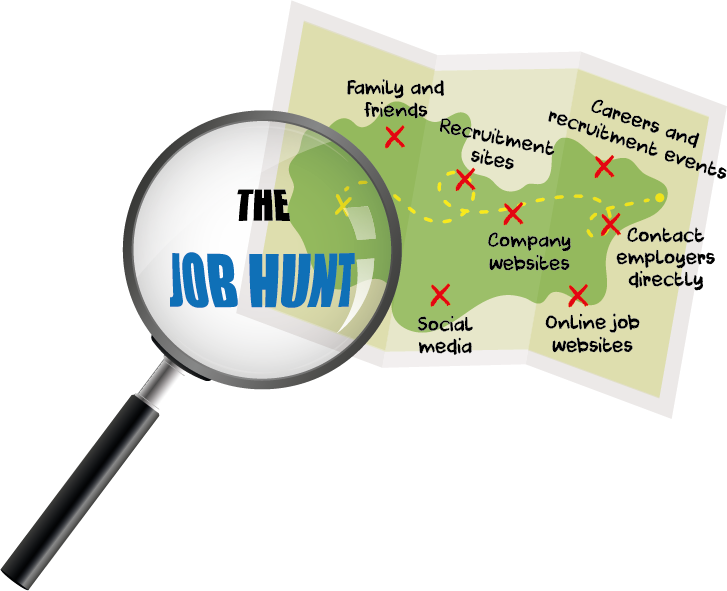 THE
JOB HUNT
Family and
friends
Recruitment
sites
Careers and
recruitment events
Company
websites
Contact
employers
directly
Social
media
Online job
websites